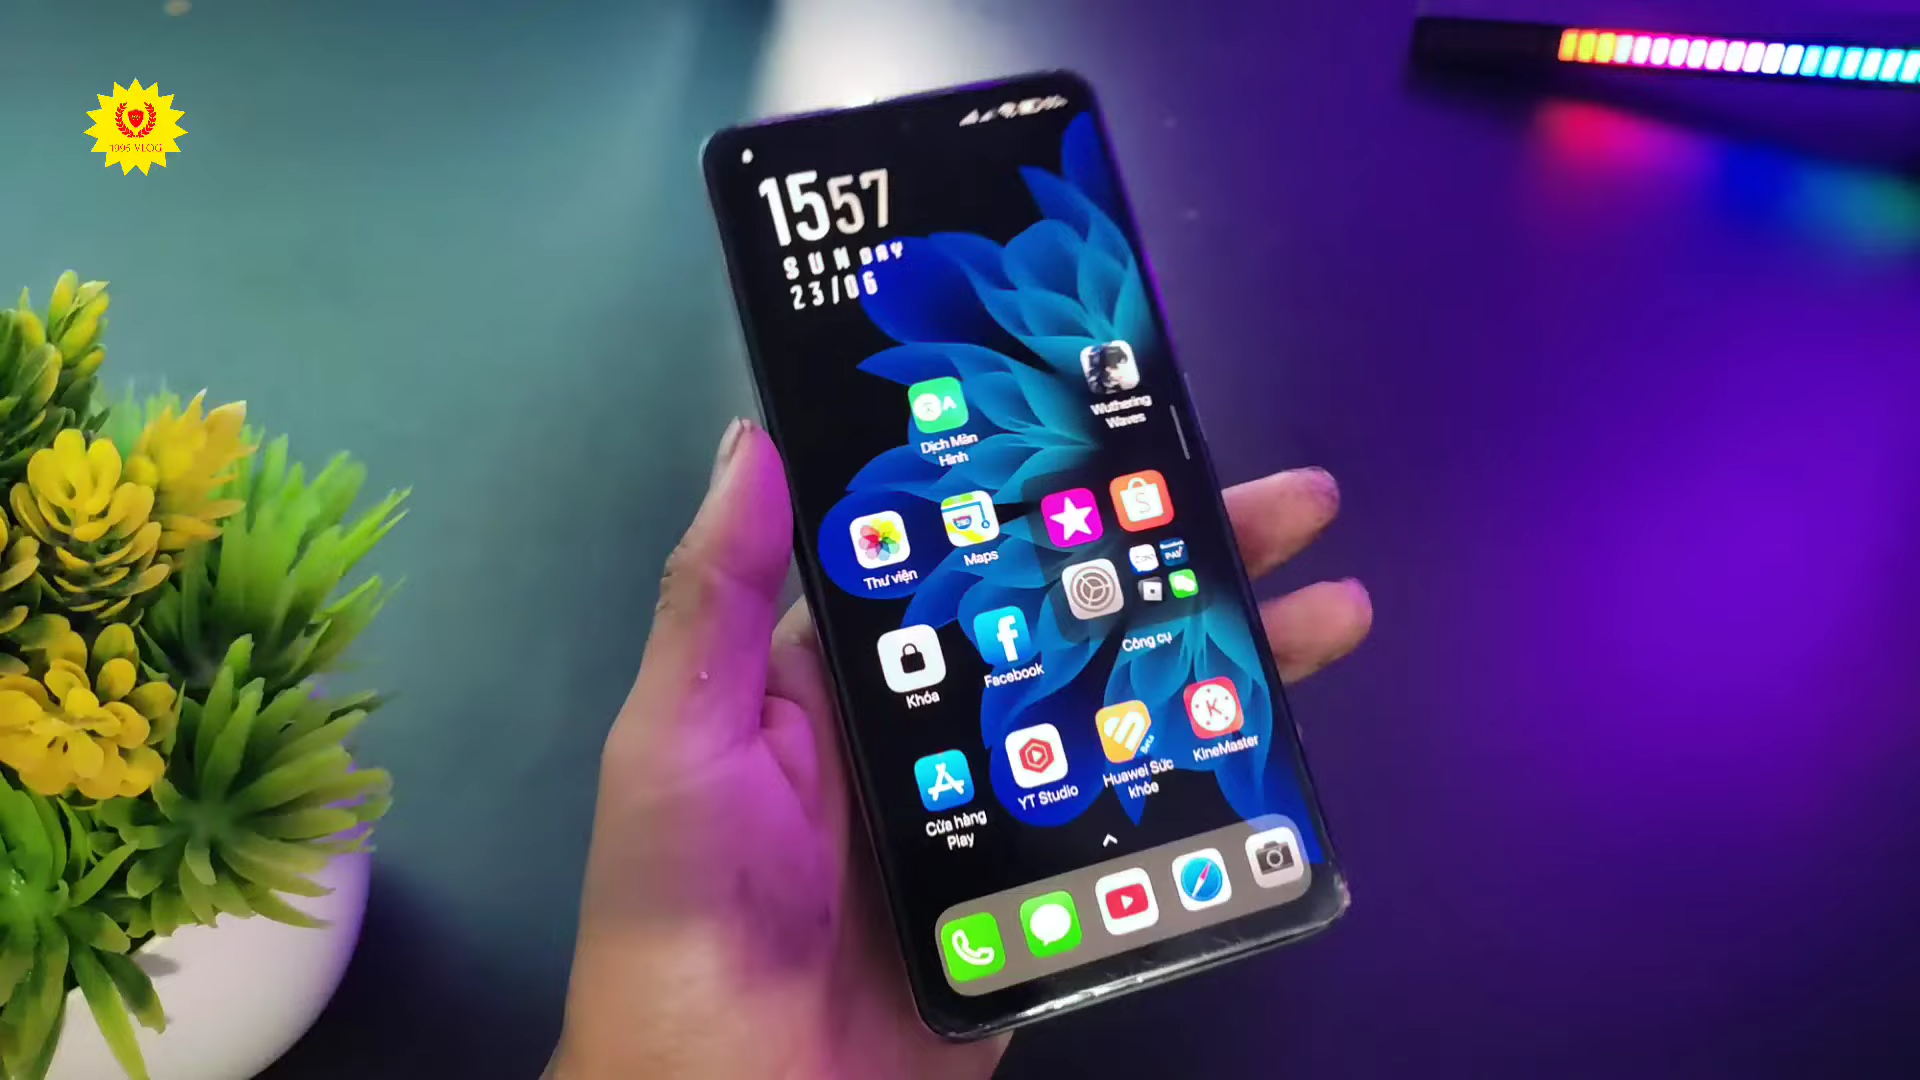 1995 VLOG
1557
SUNDAY
23/06
Wuthering
Waves
Dịch Màn
Hình
Thư viện
Maps
Công cụ
Khóa
Facebook
KineMaster
Huawei Sức
khỏe
YT Studio
Cửa hàng
Play